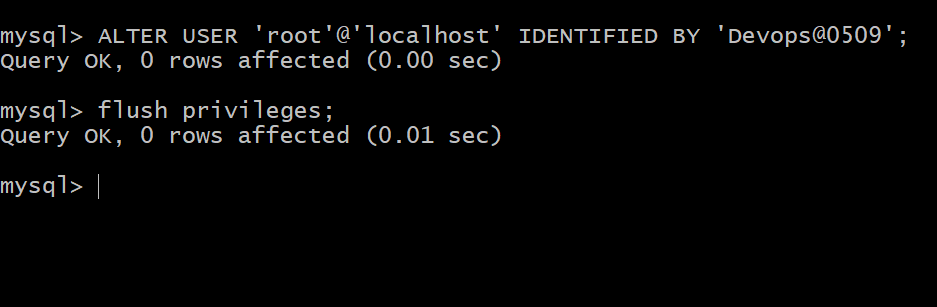 mysql> ALTER USER 'root'@'localhost' IDENTIFIED BY 'Devops@0509';
Query OK, 0 rows affected (0.00 sec)
mysql> flush privileges;
Query OK, 0 rows affected (0.01 sec)
mysql>